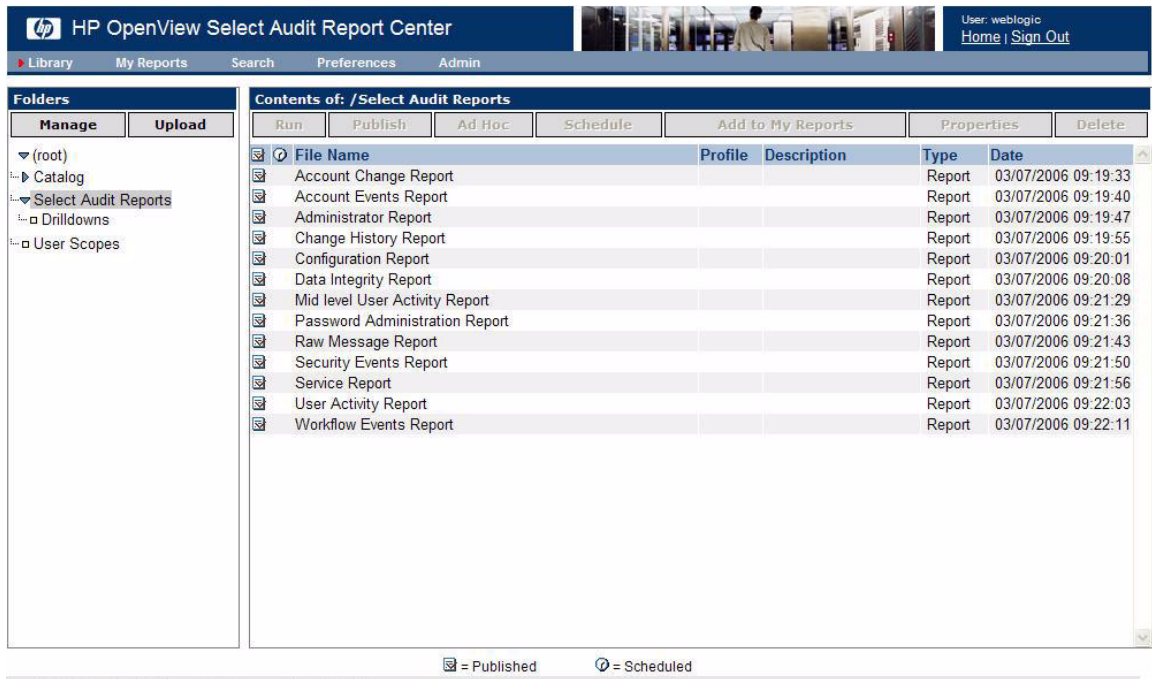 hp HP OpenView Select Audit Report Center
User: weblogic
Home | Sign Out
Library My Reports Search Preferences Admin
Folders
Manage Upload
(root)
Catalog
Select Audit Reports
Drilldowns
User Scopes
Contents of: /Select Audit Reports
Run Publish Ad Hoc Schedule Add to My Reports Properties Delete
File Name Profile Description Type Date
Account Change Report Report 03/07/2006 09:19:33
Account Events Report Report 03/07/2006 09:19:40
Administrator Report Report 03/07/2006 09:19:47
Change History Report Report 03/07/2006 09:19:55
Configuration Report Report 03/07/2006 09:20:01
Data Integrity Report Report 03/07/2006 09:20:08
Mid level User Activity Report Report 03/07/2006 09:21:29
Password Administration Report Report 03/07/2006 09:21:36
Raw Message Report Report 03/07/2006 09:21:43
Security Events Report Report 03/07/2006 09:21:50
Service Report Report 03/07/2006 09:21:56
User Activity Report Report 03/07/2006 09:22:03
Workflow Events Report Report 03/07/2006 09:22:11
= Published = Scheduled